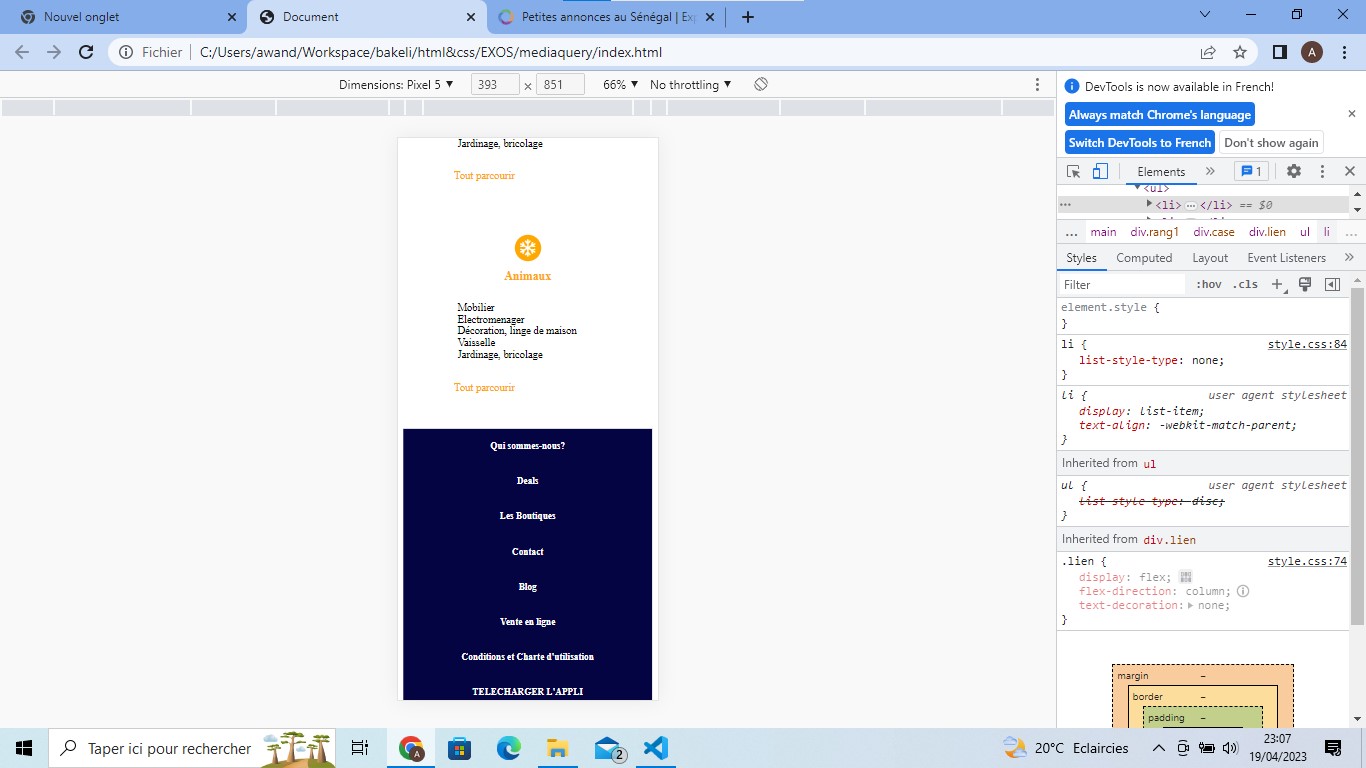 Nouvel onglet
Document
Petites annonces au Sénégal | Exp
Fichier
C:/Users/awand/Workspace/bakeli/html&css/EXOS/mediaquery/index.html
A
Dimensions: Pixel 5 ▼
393 × 851
66% ▼
No throttling ▼
DevTools is now available in French!
Always match Chrome's language
Switch DevTools to French
Don't show again
Elements
1
<ul>
<li> … </li> == $0
... main div.rang1 div.case div.lien ul li ...
Styles Computed Layout Event Listeners
Filter
:hov .cls
element.style {
}
li {
style.css:84
list-style-type: none;
}
li {
user agent stylesheet
display: list-item;
text-align: -webkit-match-parent;
}
Inherited from ul
ul {
user agent stylesheet
list-style-type: disc;
}
Inherited from div.lien
.lien {
style.css:74
display: flex;
flex-direction: column;
text-decoration: ▶ none;
}
margin –
border –
padding –
Jardinage, bricolage
Tout parcourir
Animaux
Mobilier
Electromenager
Décoration, linge de maison
Vaisselle
Jardinage, bricolage
Tout parcourir
Qui sommes-nous?
Deals
Les Boutiques
Contact
Blog
Vente en ligne
Conditions et Charte d'utilisation
TELECHARGER L'APPLI
Taper ici pour rechercher
A
2
20°C Eclaircies
23:07
19/04/2023